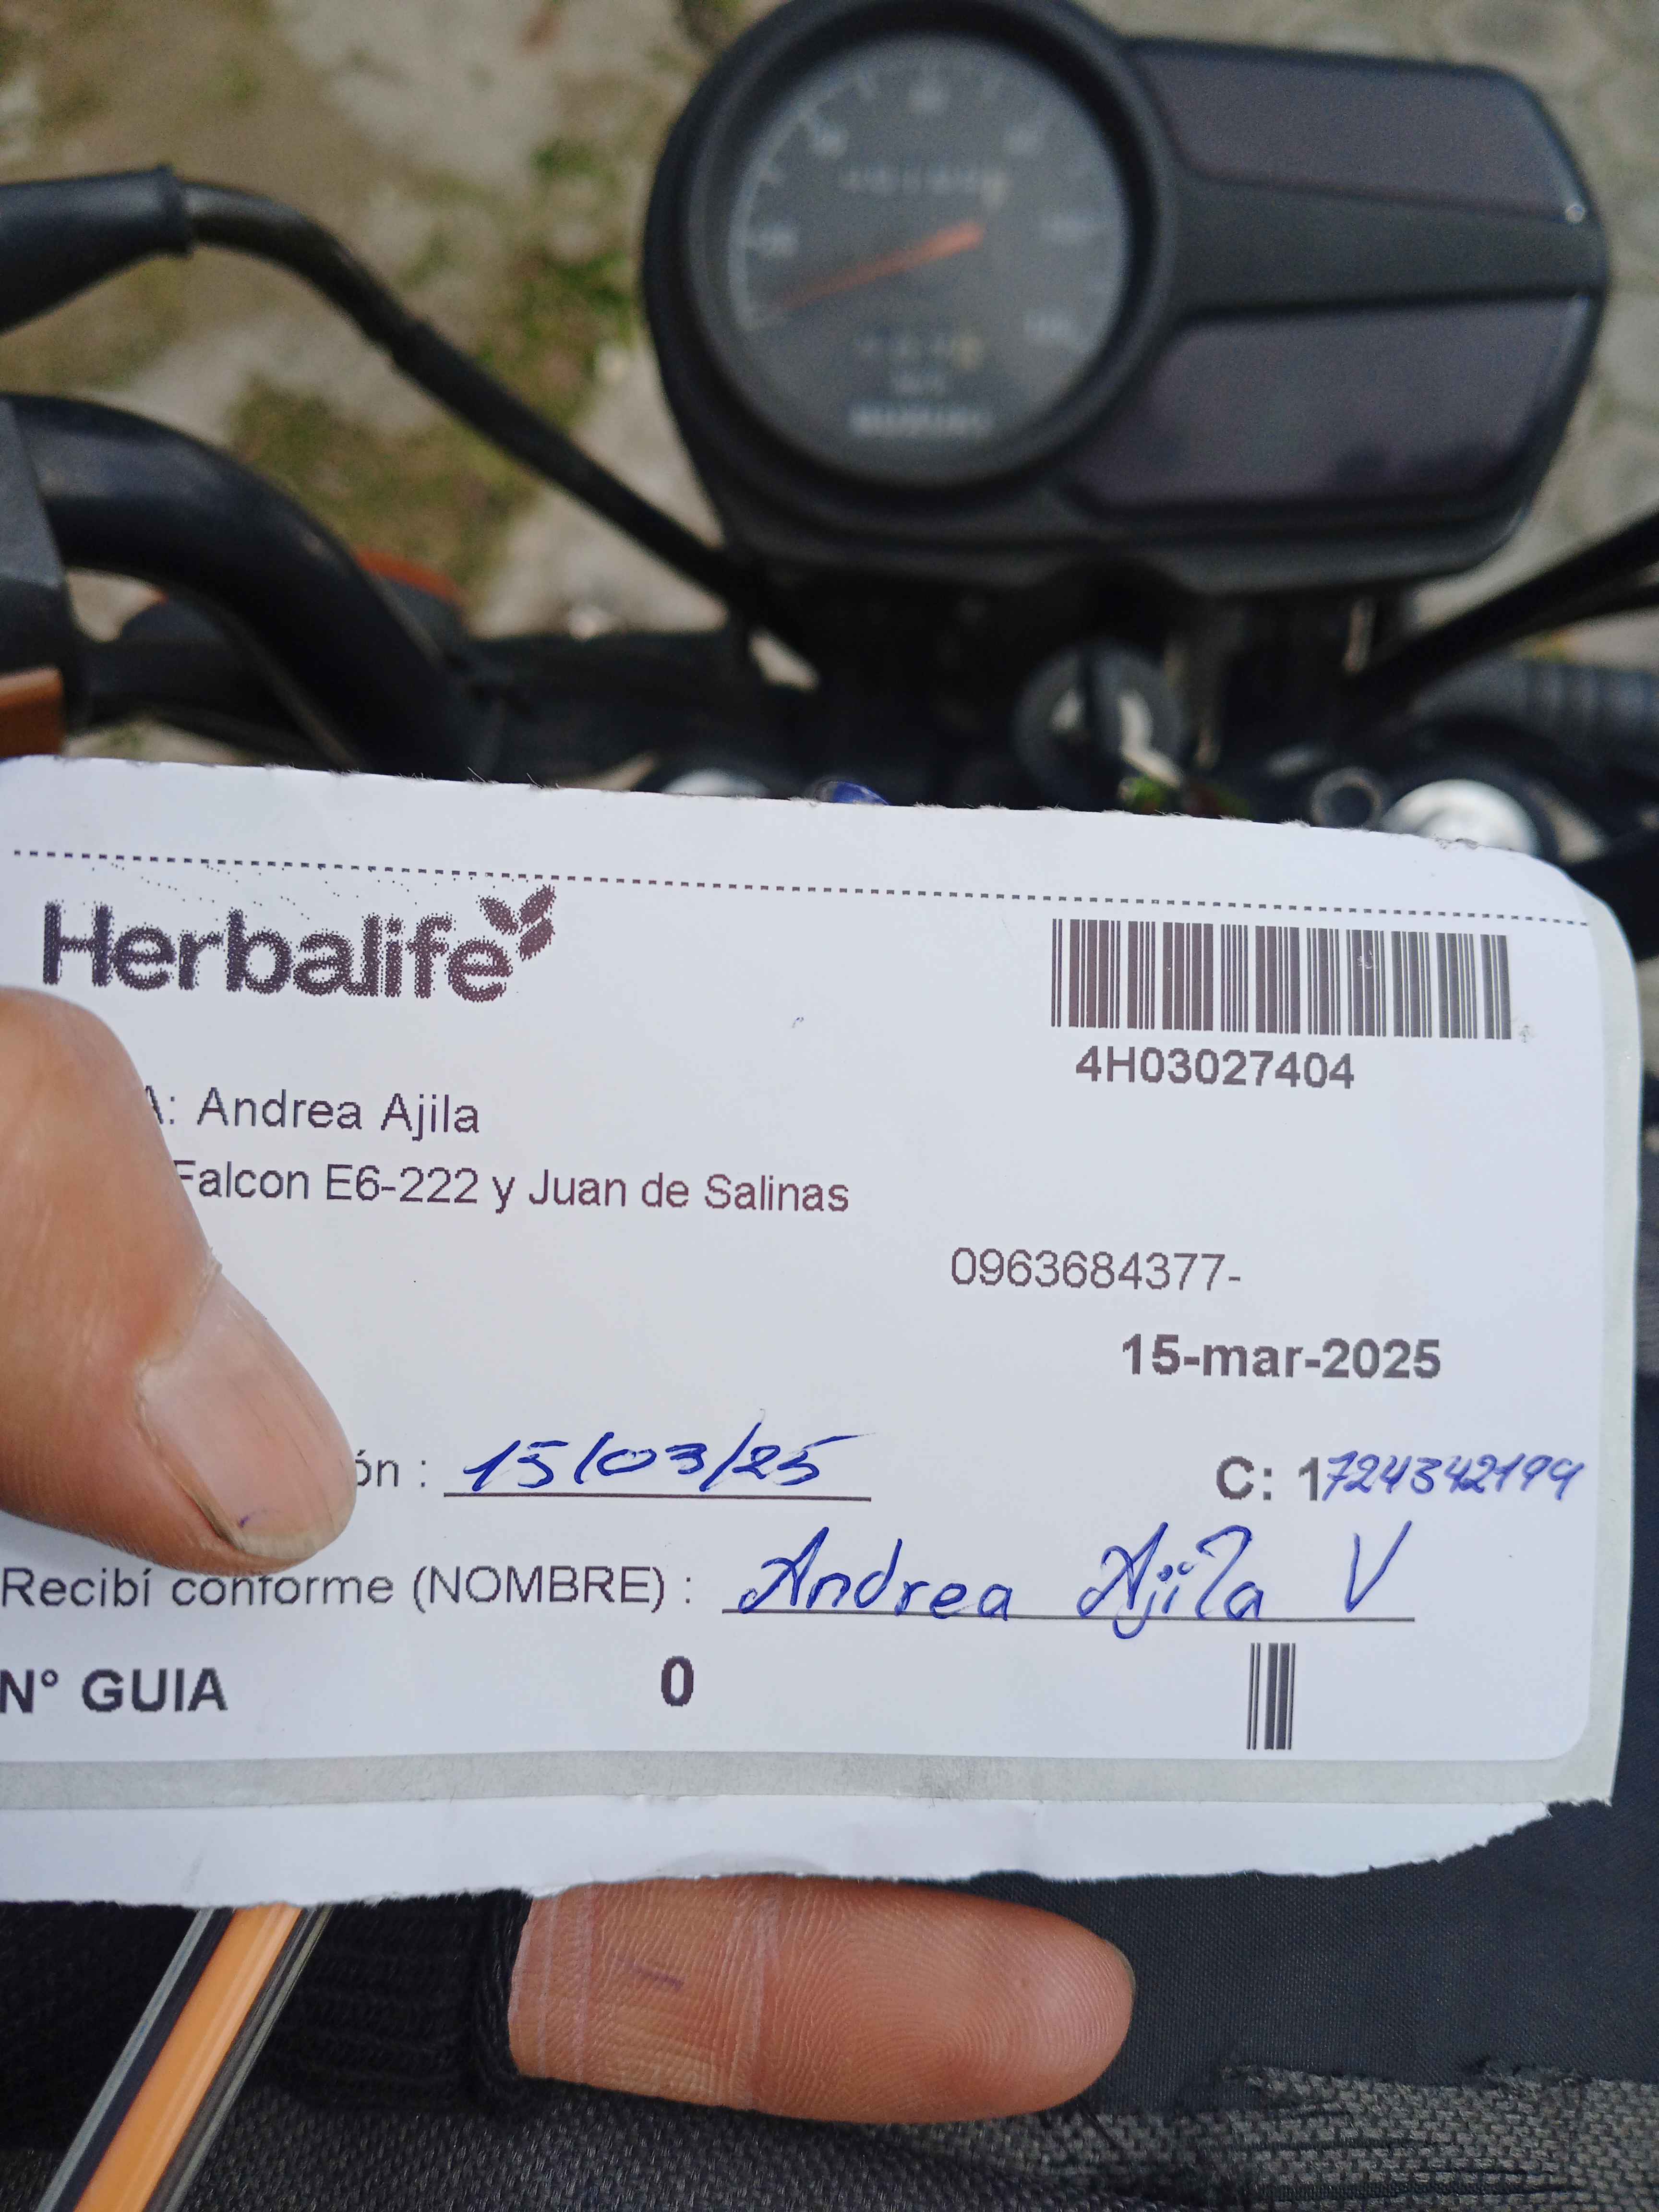 Herbalife
4H03027404
A: Andrea Ajila
Falcon E6-222 y Juan de Salinas
0963684377-
15-mar-2025
ón : 15/03/25 C: 1724342194
Recibí conforme (NOMBRE) : Andrea Ajila V
N° GUIA 0